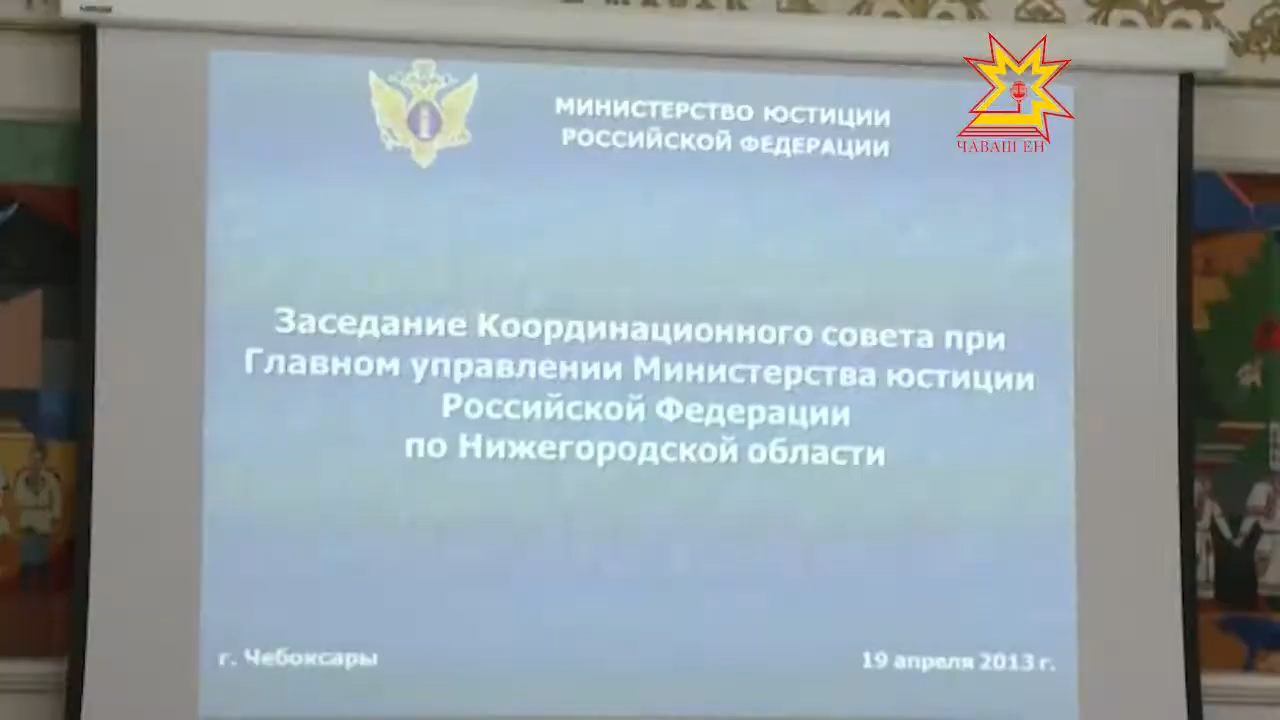 МИНИСТЕРСТВО ЮСТИЦИИ
РОССИЙСКОЙ ФЕДЕРАЦИИ
ЧӐВАШ ЕН
Заседание Координационного совета при
Главном управлении Министерства юстиции
Российской Федерации
по Нижегородской области
г. Чебоксары
19 апреля 2013 г.